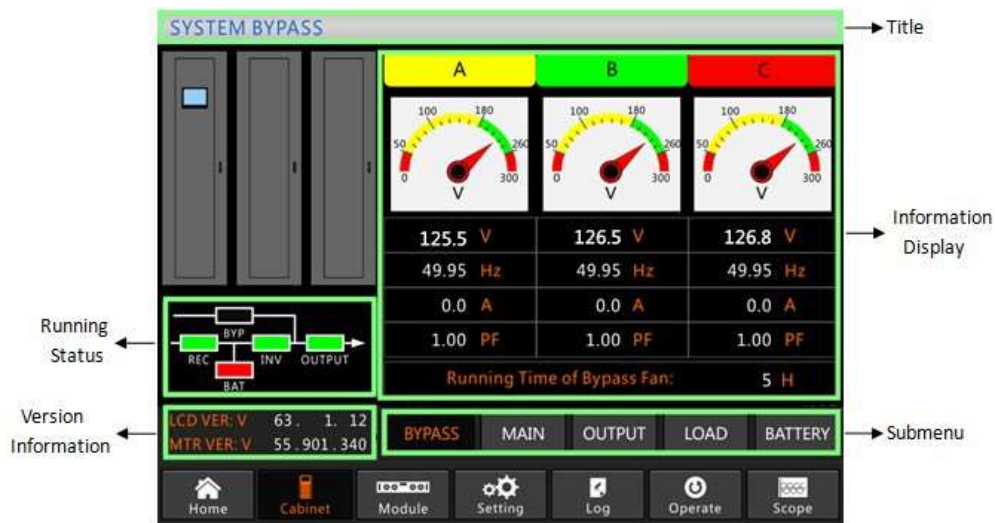 SYSTEM BYPASS
Title
A B C
50 100 180 260 0 300 V
50 100 180 260 0 300 V
50 100 180 260 0 300 V
125.5 V 126.5 V 126.8 V
49.95 Hz 49.95 Hz 49.95 Hz
0.0 A 0.0 A 0.0 A
1.00 PF 1.00 PF 1.00 PF
Running Time of Bypass Fan: 5 H
Information
Display
Running
Status
BYP
REC INV OUTPUT
BAT
Version
Information
LCD VER: V 63. 1. 12
MTR VER: V 55.901.340
BYPASS MAIN OUTPUT LOAD BATTERY
Submenu
Home Cabinet Module Setting Log Operate Scope